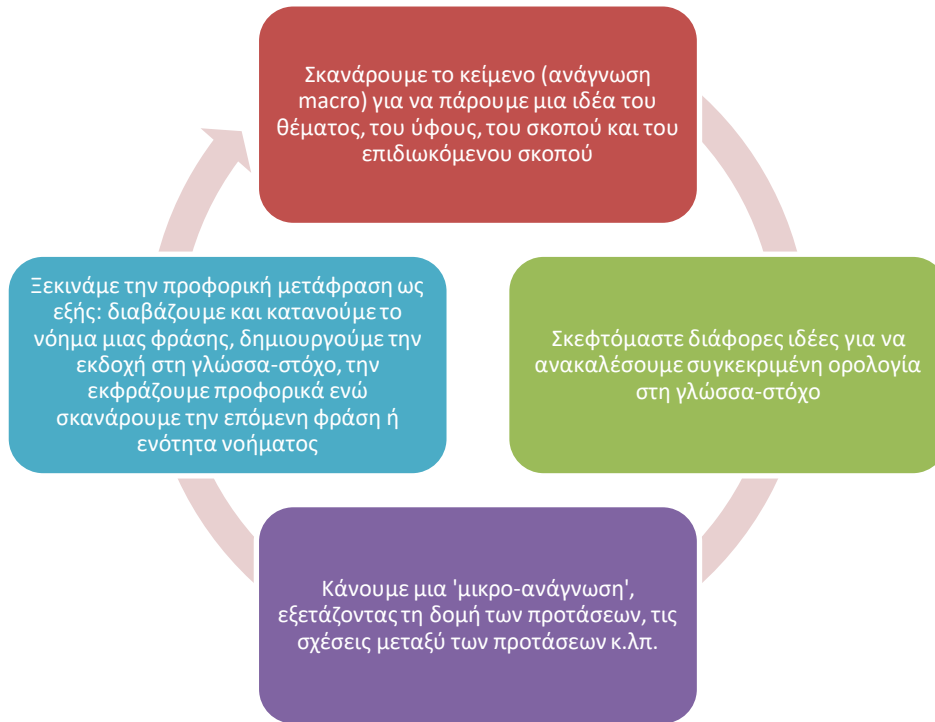 Σκανάρουμε το κείμενο (ανάγνωση
macro) για να πάρουμε μια ιδέα του
θέματος, του ύφους, του σκοπού και του
επιδιωκόμενου σκοπού
Σκεφτόμαστε διάφορες ιδέες για να
ανακαλέσουμε συγκεκριμένη ορολογία
στη γλώσσα-στόχο
Κάνουμε μια 'μικρο-ανάγνωση',
εξετάζοντας τη δομή των προτάσεων, τις
σχέσεις μεταξύ των προτάσεων κ.λπ.
Ξεκινάμε την προφορική μετάφραση ως
εξής: διαβάζουμε και κατανούμε το
νόημα μιας φράσης, δημιουργούμε την
εκδοχή στη γλώσσα-στόχο, την
εκφράζουμε προφορικά ενώ
σκανάρουμε την επόμενη φράση ή
ενότητα νοήματος